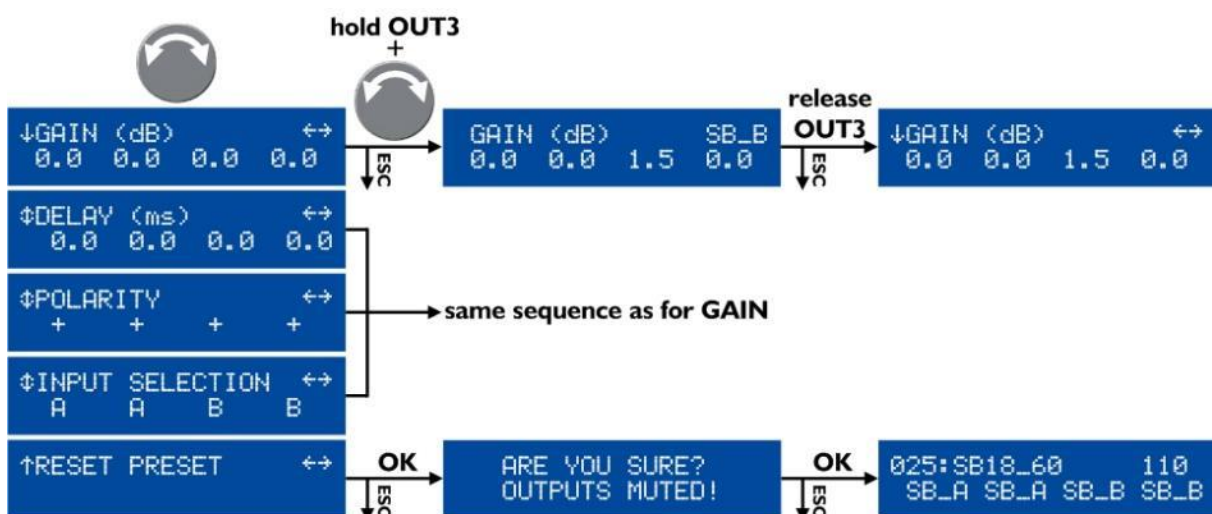 hold OUT3
+
↓GAIN (dB) ↔
0.0 0.0 0.0 0.0
ESC
GAIN (dB) SB_B
0.0 0.0 1.5 0.0
release
OUT3
ESC
↓GAIN (dB) ↔
0.0 0.0 1.5 0.0
↕DELAY (ms) ↔
0.0 0.0 0.0 0.0
↕POLARITY ↔
+ + + +
same sequence as for GAIN
↕INPUT SELECTION ↔
A A B B
↑RESET PRESET ↔
OK
ESC
ARE YOU SURE?
OUTPUTS MUTED!
OK
ESC
025:SB18_60 110
SB_A SB_A SB_B SB_B